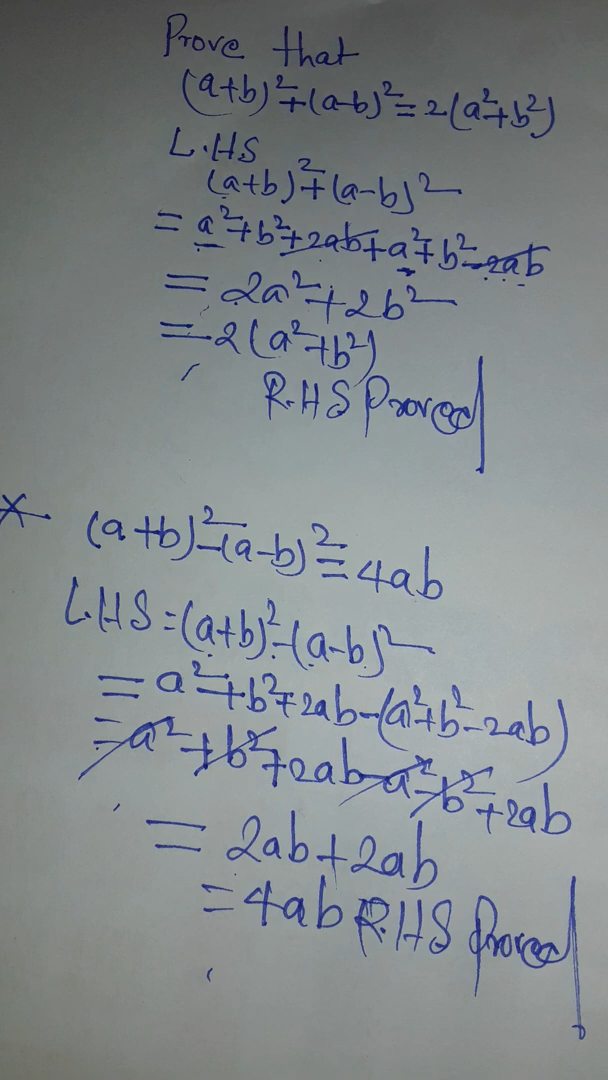 Prove that
(a+b)²+(a-b)²=2(a²+b²)
L.HS
(a+b)²+(a-b)²
= a²+b²+2ab+a²+b²-2ab
= 2a²+2b²
= 2(a²+b²)
R.HS Proved
* (a+b)²-(a-b)²=4ab
L.HS=(a+b)²-(a-b)²
= a²+b²+2ab-(a²+b²-2ab)
= a²+b²+2ab-a²-b²+2ab
= 2ab+2ab
=4ab R.HS Proved